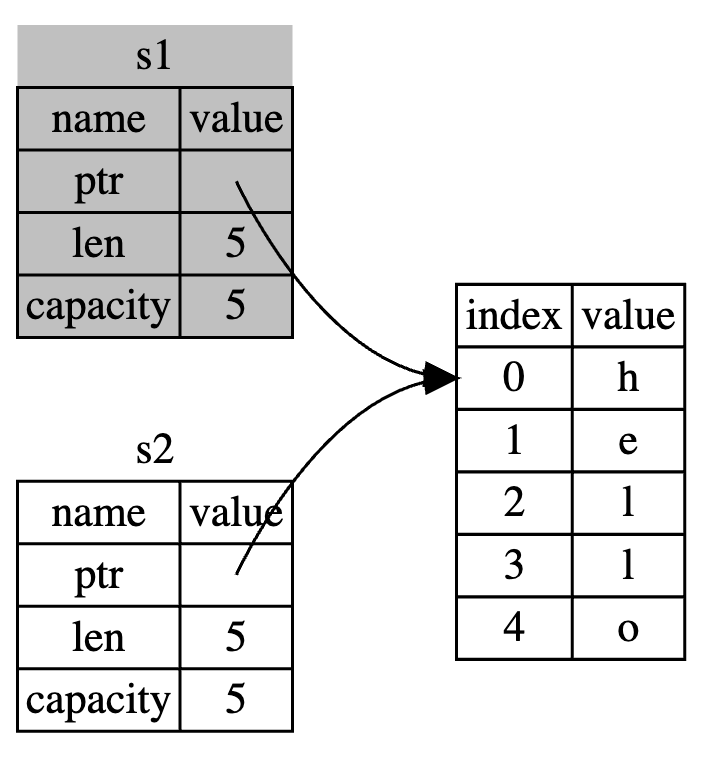 s1
name value
ptr
len 5
capacity 5
s2
name value
ptr
len 5
capacity 5
index value
0 h
1 e
2 l
3 l
4 o